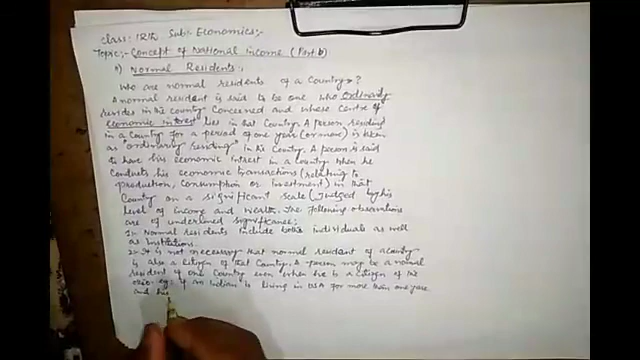 Class: 12th Sub:- Economics:-
Topic:- Concept of National income (Part b)
a) Normal Residents:-
Who are normal residents of a Country?
A normal resident is said to be one who ordinarily
resides in the country Concerned and whose centre of
economic interest lies in that Country. A person residing
in a Country for a period of one year (or more) is taken
as "ordinarily residing" in the Country. A person is said
to have his economic interest in a country when he
conducts his economic transactions (relating to
production, Consumption or Investment) in that
Country on a significant scale (Judged by his
level of income and wealth. The following observations
are of underlined significance;
1:- Normal residents include both individuals as well
as Institutions.
2:- It is not necessary that normal resident of a country
is also a citizen of that Country. A person may be a normal
resident of one Country even when he is a citizen of the
other. eg: if an Indian is living in USA for more than one year
and his